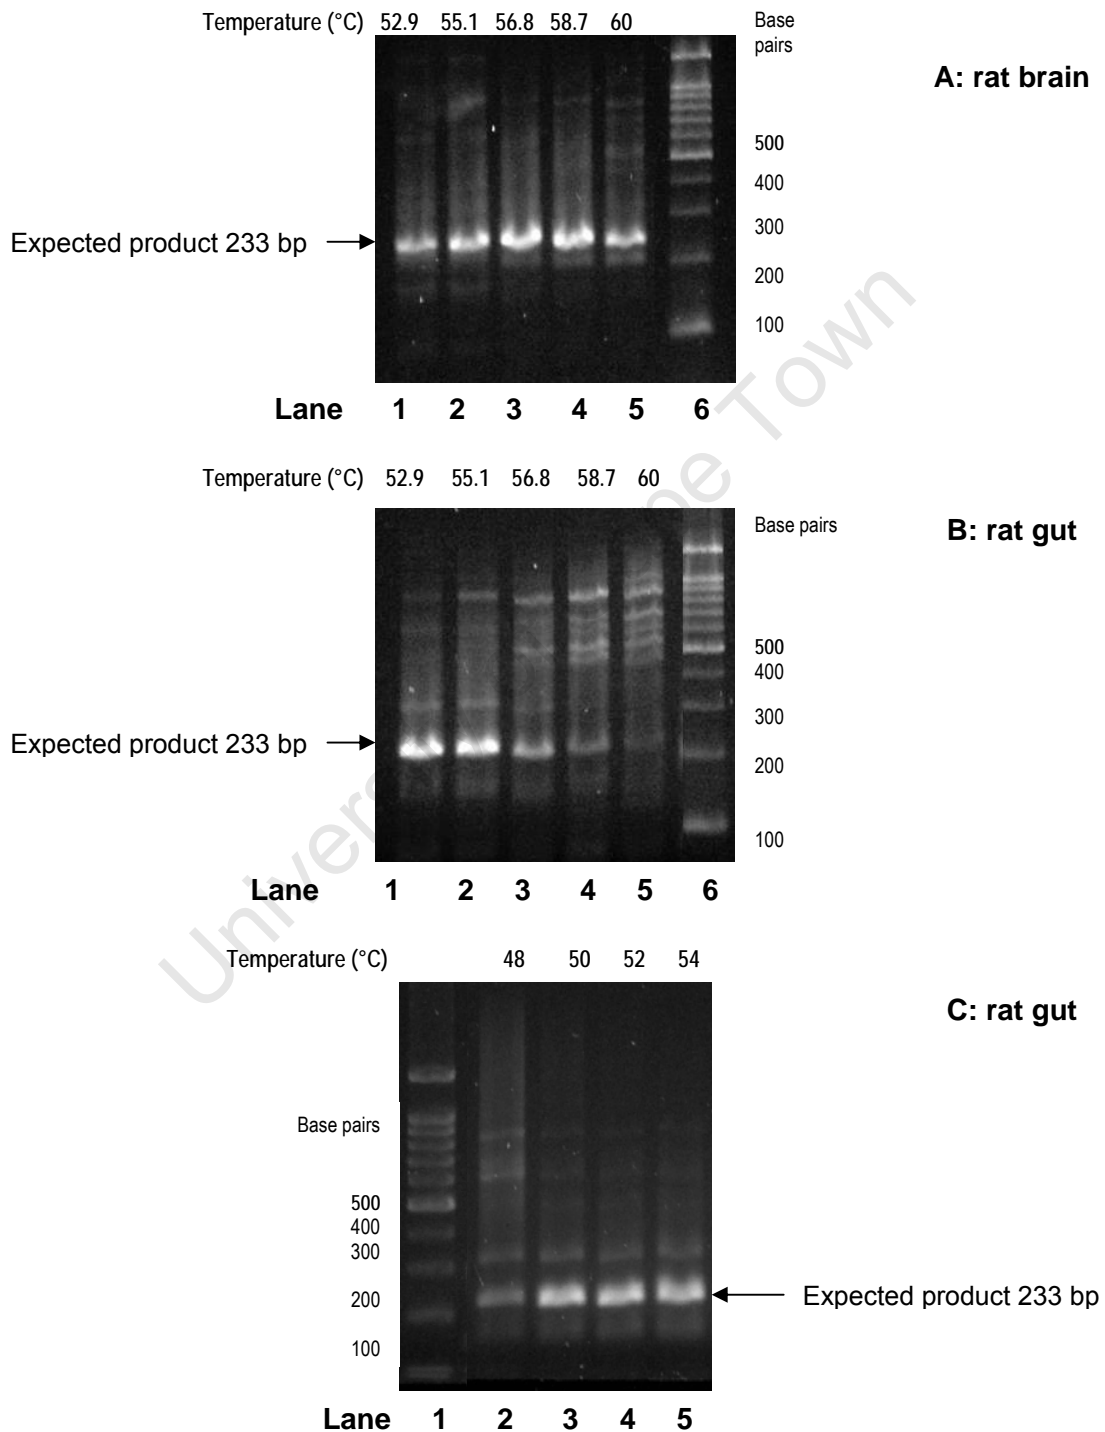 Temperature (°C) 52.9 55.1 56.8 58.7 60
Base
pairs
A: rat brain
500
400
300
200
100
Expected product 233 bp
Lane 1 2 3 4 5 6
Temperature (°C) 52.9 55.1 56.8 58.7 60
Base pairs
B: rat gut
500
400
300
200
100
Expected product 233 bp
Lane 1 2 3 4 5 6
Temperature (°C) 48 50 52 54
C: rat gut
Base pairs
500
400
300
200
100
Expected product 233 bp
Lane 1 2 3 4 5
Town